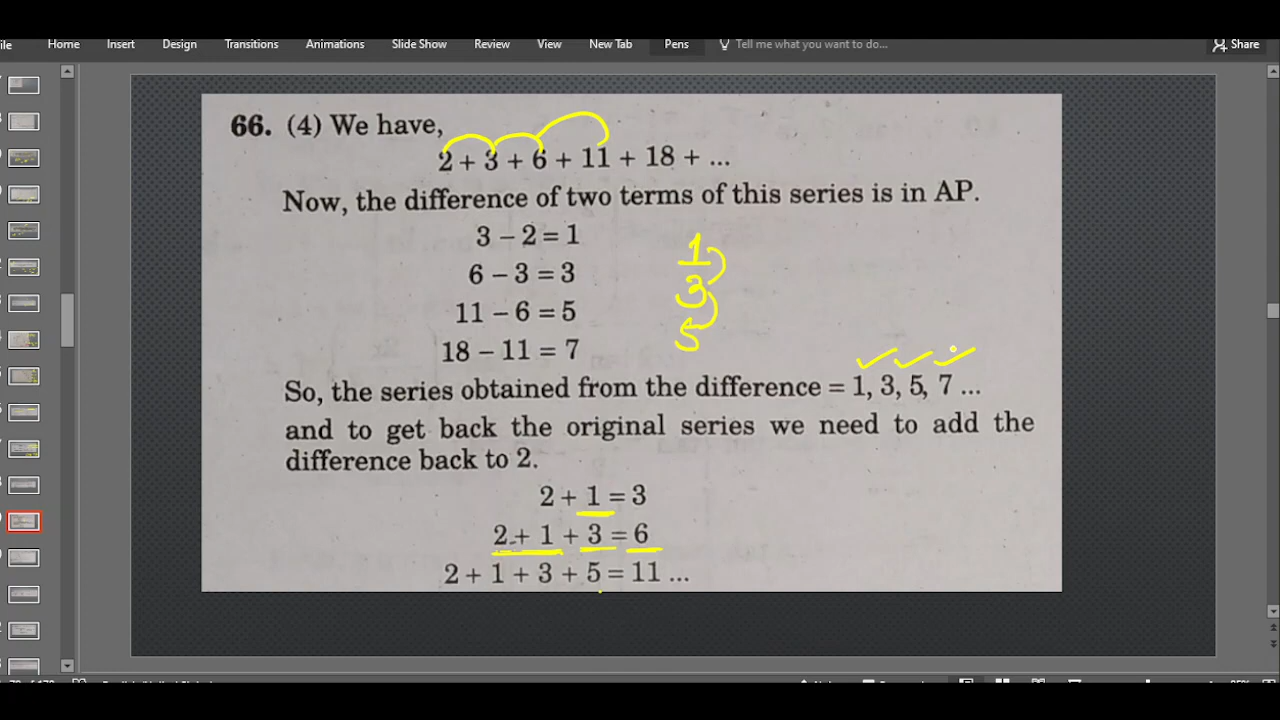 Home Insert Design Transitions Animations Slide Show Review View New Tab Pens Tell me what you want to do... Share
66. (4) We have,
2 + 3 + 6 + 11 + 18 + ...
Now, the difference of two terms of this series is in AP.
3 – 2 = 1
6 – 3 = 3
11 – 6 = 5
18 – 11 = 7
1
3
5
So, the series obtained from the difference = 1, 3, 5, 7 ...
and to get back the original series we need to add the
difference back to 2.
2 + 1 = 3
2 + 1 + 3 = 6
2 + 1 + 3 + 5 = 11 ...